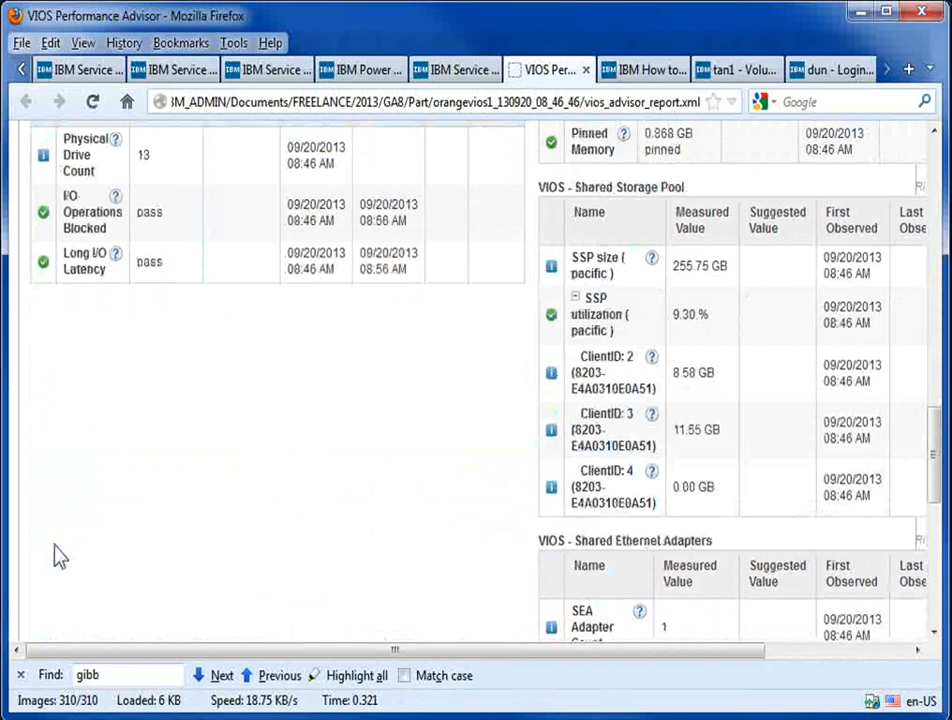 VIOS Performance Advisor - Mozilla Firefox
File Edit View History Bookmarks Tools Help
IBM Service ... IBM Service ... IBM Service ... IBM Power ... IBM Service ... VIOS Per... IBM How to... tan1 - Volu... dun - Login...
3M_ADMIN/Documents/FREELANCE/2013/GA8/Part/orangevios1_130920_08_46_46/vios_advisor_report.xml
Google
Physical
Drive
Count
13
09/20/2013
08:46 AM
I/O
Operations
Blocked
pass
09/20/2013
08:46 AM
09/20/2013
08:56 AM
Long I/O
Latency
pass
09/20/2013
08:46 AM
09/20/2013
08:56 AM
Pinned
Memory
0.868 GB
pinned
09/20/2013
08:46 AM
VIOS - Shared Storage Pool
Name
Measured
Value
Suggested
Value
First
Observed
Last
Obse
SSP size (
pacific )
255.75 GB
09/20/2013
08:46 AM
SSP
utilization (
pacific )
9.30 %
09/20/2013
08:46 AM
ClientID: 2
(8203-
E4A0310E0A51)
8.58 GB
09/20/2013
08:46 AM
ClientID: 3
(8203-
E4A0310E0A51)
11.55 GB
09/20/2013
08:46 AM
ClientID: 4
(8203-
E4A0310E0A51)
0.00 GB
09/20/2013
08:46 AM
VIOS - Shared Ethernet Adapters
Name
Measured
Value
Suggested
Value
First
Observed
Last
Obse
SEA
Adapter
1
09/20/2013
08:46 AM
Find: gibb Next Previous Highlight all Match case
Images: 310/310 Loaded: 6 KB Speed: 18.75 KB/s Time: 0.321 en-US